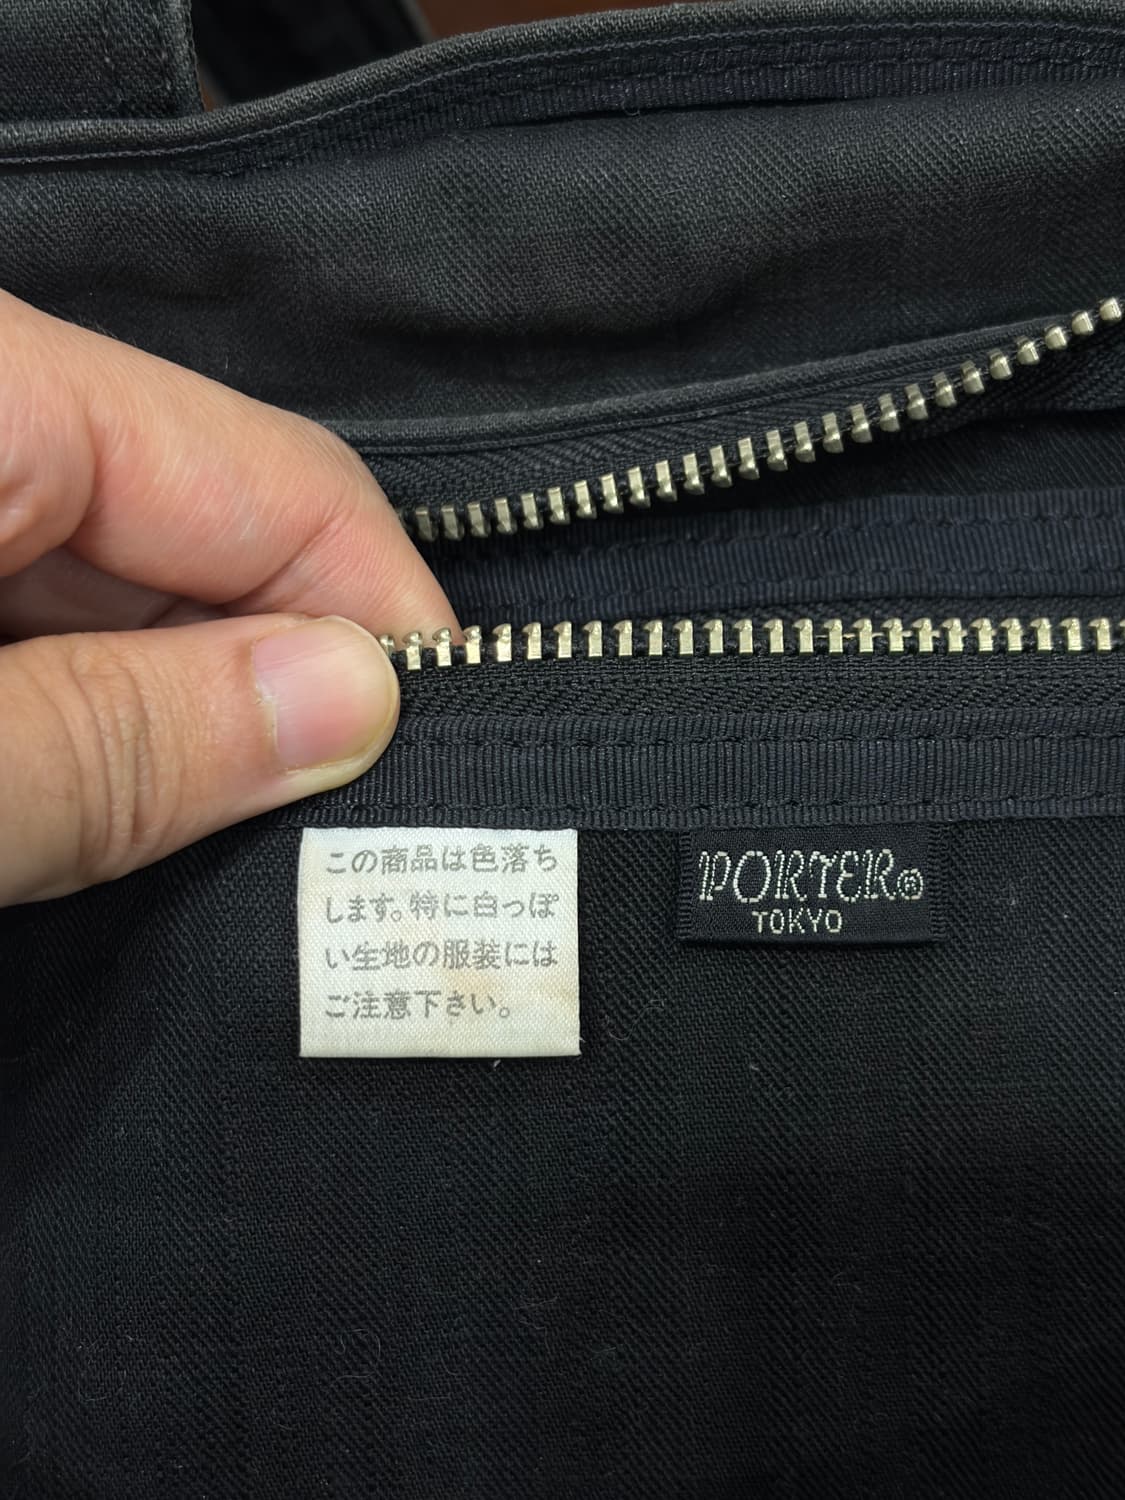 この商品は色落ち
します。特に白っぽ
い生地の服装には
ご注意下さい。
PORTER®
TOKYO